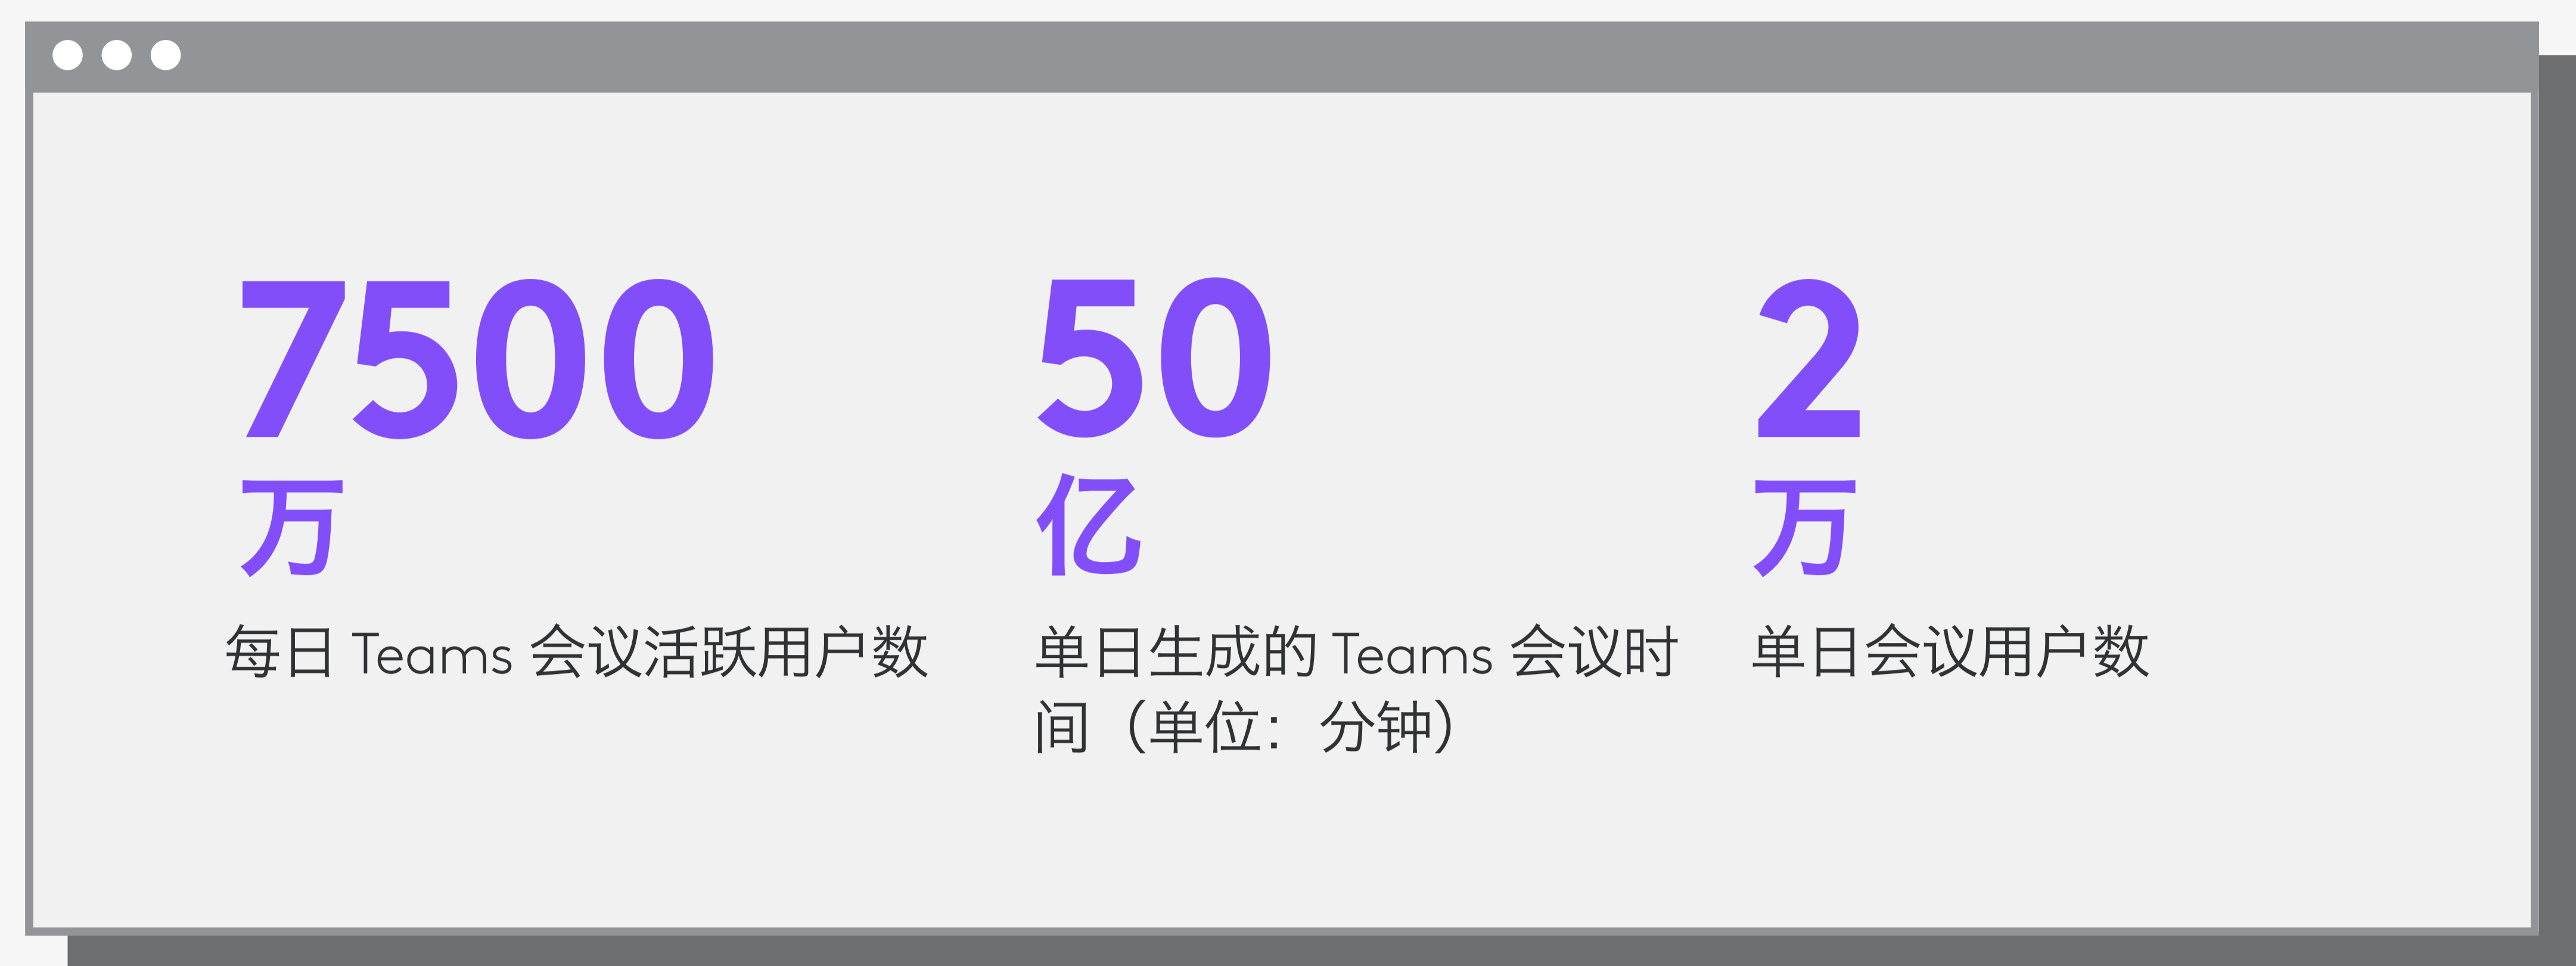 7500
万
每日 Teams 会议活跃用户数
50
亿
单日生成的 Teams 会议时
间（单位：分钟）
2
万
单日会议用户数